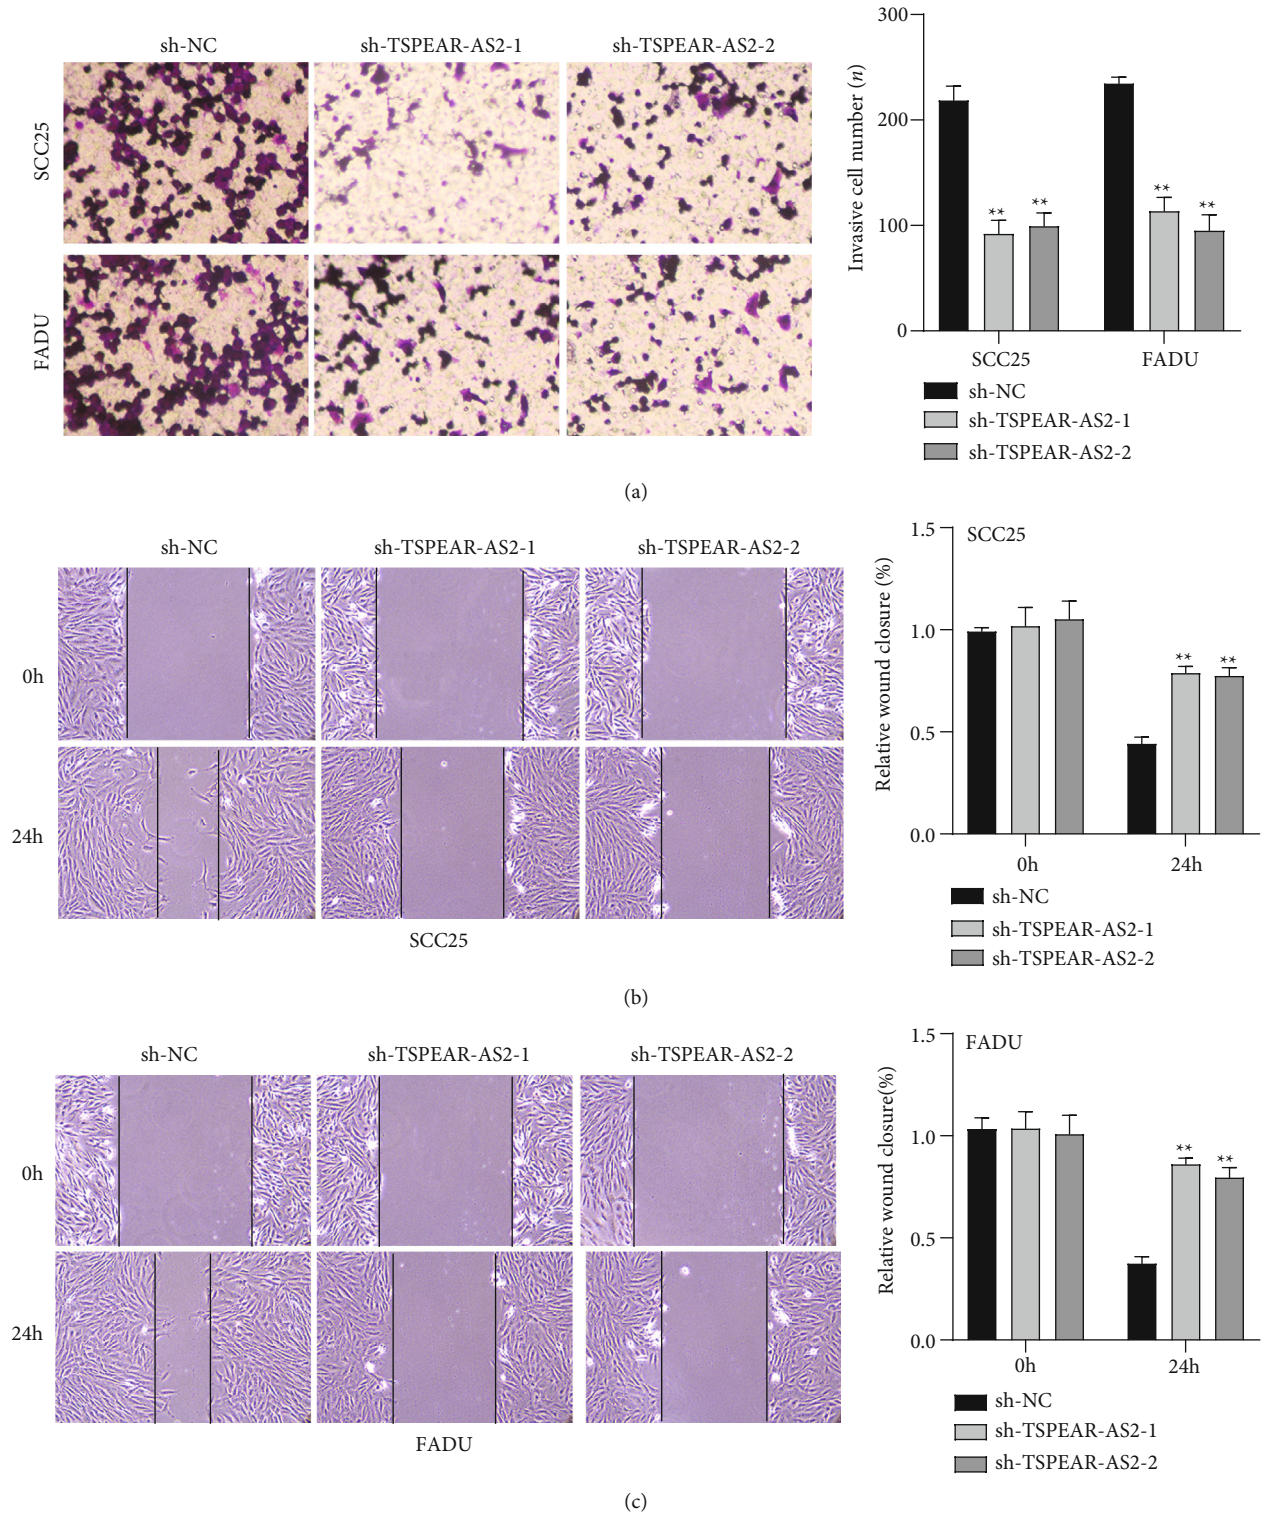 sh-NC sh-TSPEAR-AS2-1 sh-TSPEAR-AS2-2
SCC25
FADU
Invasive cell number (n)
300
200
100
0
** ** ** **
SCC25 FADU
sh-NC
sh-TSPEAR-AS2-1
sh-TSPEAR-AS2-2
(a)
sh-NC sh-TSPEAR-AS2-1 sh-TSPEAR-AS2-2
0h
24h
SCC25
Relative wound closure (%)
1.5
1.0
0.5
0.0
SCC25
** **
0h 24h
sh-NC
sh-TSPEAR-AS2-1
sh-TSPEAR-AS2-2
(b)
sh-NC sh-TSPEAR-AS2-1 sh-TSPEAR-AS2-2
0h
24h
FADU
Relative wound closure(%)
1.5
1.0
0.5
0.0
FADU
** **
0h 24h
sh-NC
sh-TSPEAR-AS2-1
sh-TSPEAR-AS2-2
(c)